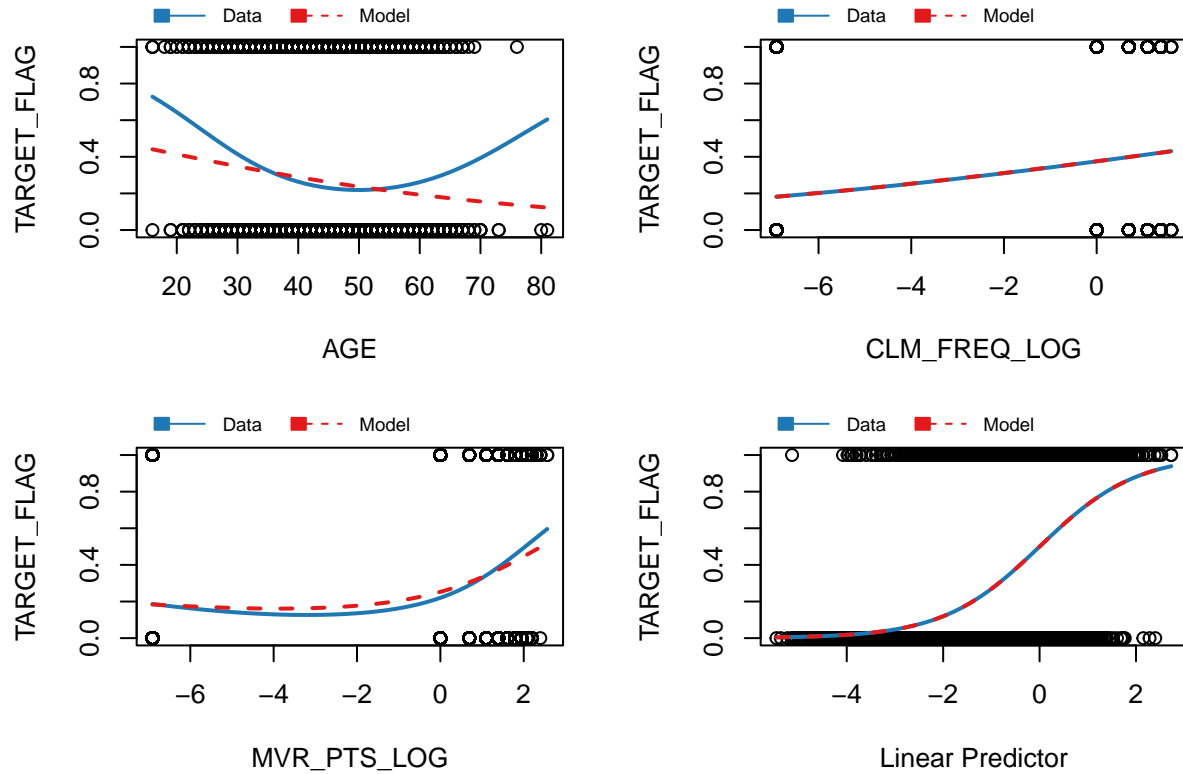 Data Model
TARGET_FLAG
0.0 0.4 0.8
20 30 40 50 60 70 80
AGE
Data Model
TARGET_FLAG
0.0 0.4 0.8
−6 −4 −2 0
CLM_FREQ_LOG
Data Model
TARGET_FLAG
0.0 0.4 0.8
−6 −4 −2 0 2
MVR_PTS_LOG
Data Model
TARGET_FLAG
0.0 0.4 0.8
−4 −2 0 2
Linear Predictor